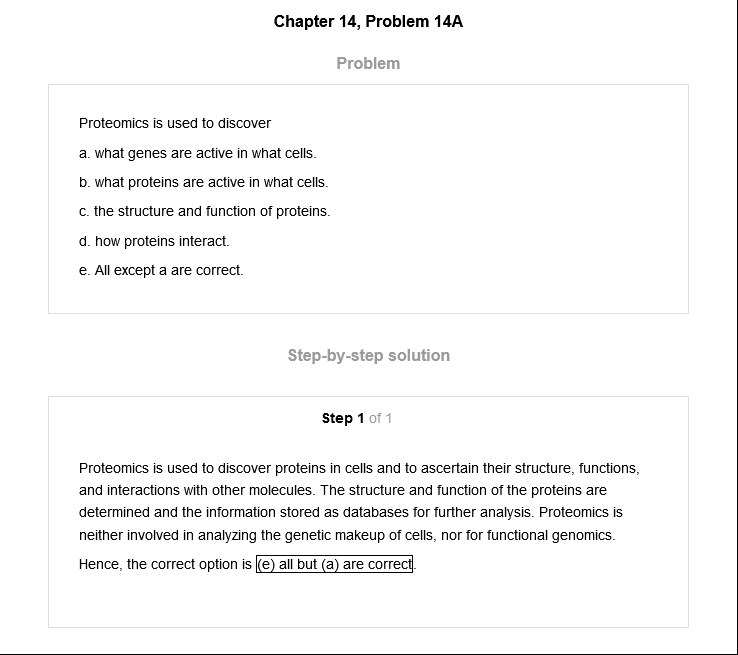 Chapter 14, Problem 14A
Problem
Proteomics is used to discover
a. what genes are active in what cells.
b. what proteins are active in what cells.
c. the structure and function of proteins.
d. how proteins interact.
e. All except a are correct.
Step-by-step solution
Step 1 of 1
Proteomics is used to discover proteins in cells and to ascertain their structure, functions,
and interactions with other molecules. The structure and function of the proteins are
determined and the information stored as databases for further analysis. Proteomics is
neither involved in analyzing the genetic makeup of cells, nor for functional genomics.
Hence, the correct option is (e) all but (a) are correct.